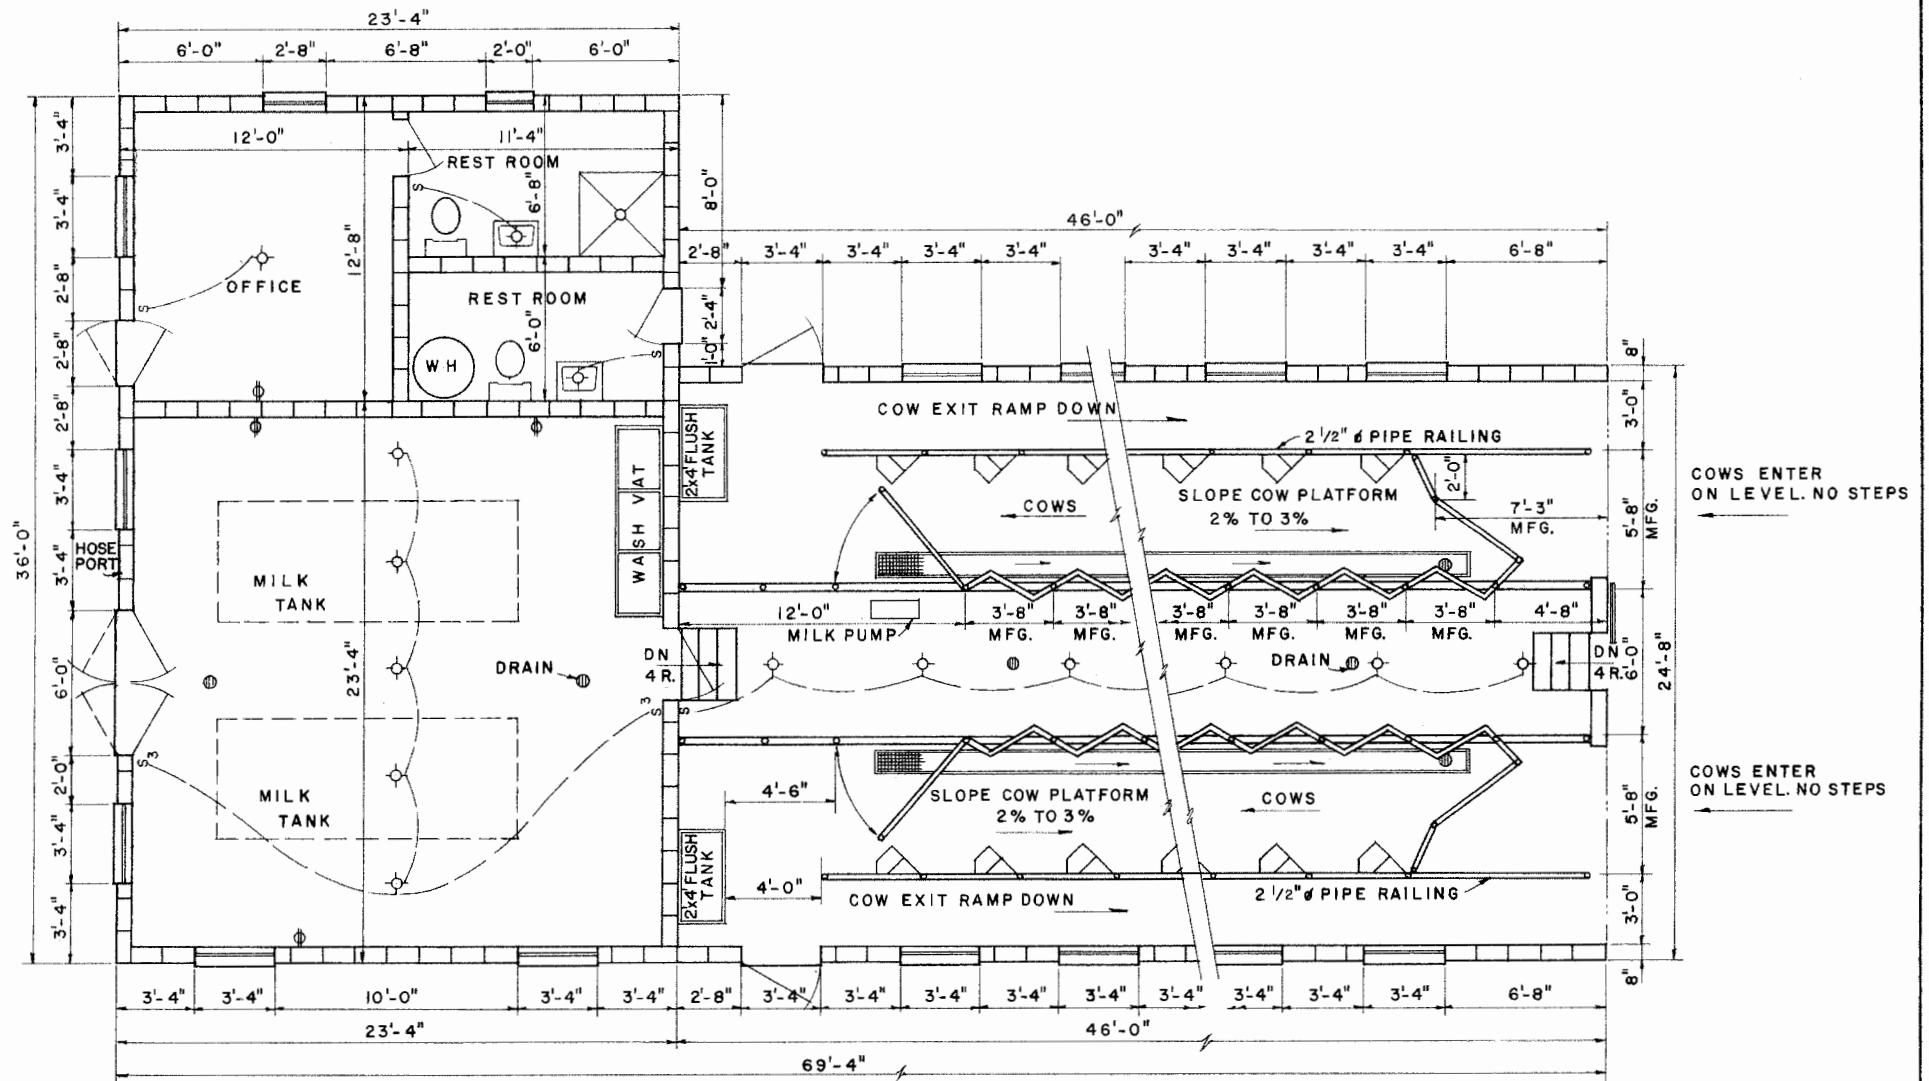 23'-4"
6'-0" 2'-8" 6'-8" 2'-0" 6'-0"
36'-0"
3'-4"
3'-4"
2'-8"
2'-8"
2'-8"
3'-4"
3'-4"
6'-0"
2'-0"
3'-4"
3'-4"
12'-0" 11'-4"
REST ROOM
S
6'-8"
12'-8"
OFFICE
S
REST ROOM
6'-0"
WH
S
8'-0"
2'-4"
1'-0"
46'-0"
2'-8" 3'-4" 3'-4" 3'-4" 3'-4" 3'-4" 3'-4" 3'-4" 3'-4" 6'-8"
8"
3'-0"
5'-8"
MFG.
6'-0"
24'-8"
5'-8"
MFG.
3'-0"
8"
COW EXIT RAMP DOWN
2 1/2" ø PIPE RAILING
2'x4' FLUSH
TANK
2'-0"
COWS
SLOPE COW PLATFORM
2% TO 3%
7'-3"
MFG.
COWS ENTER
ON LEVEL. NO STEPS
HOSE
PORT
MILK
TANK
WASH VAT
12'-0" 3'-8" 3'-8" 3'-8" 3'-8" 3'-8" 3'-8" 4'-8"
MILK PUMP MFG. MFG. MFG. MFG. MFG. MFG.
DRAIN
DN
4 R.
DRAIN
DN
4 R.
23'-4"
S3 S
S3
MILK
TANK
4'-6"
SLOPE COW PLATFORM
2% TO 3%
COWS
COWS ENTER
ON LEVEL. NO STEPS
2'x4' FLUSH
TANK
4'-0"
COW EXIT RAMP DOWN
2 1/2" ø PIPE RAILING
3'-4" 3'-4" 10'-0" 3'-4" 3'-4" 2'-8" 3'-4" 3'-4" 3'-4" 3'-4" 3'-4" 3'-4" 3'-4" 3'-4" 3'-4" 6'-8"
23'-4" 46'-0"
69'-4"